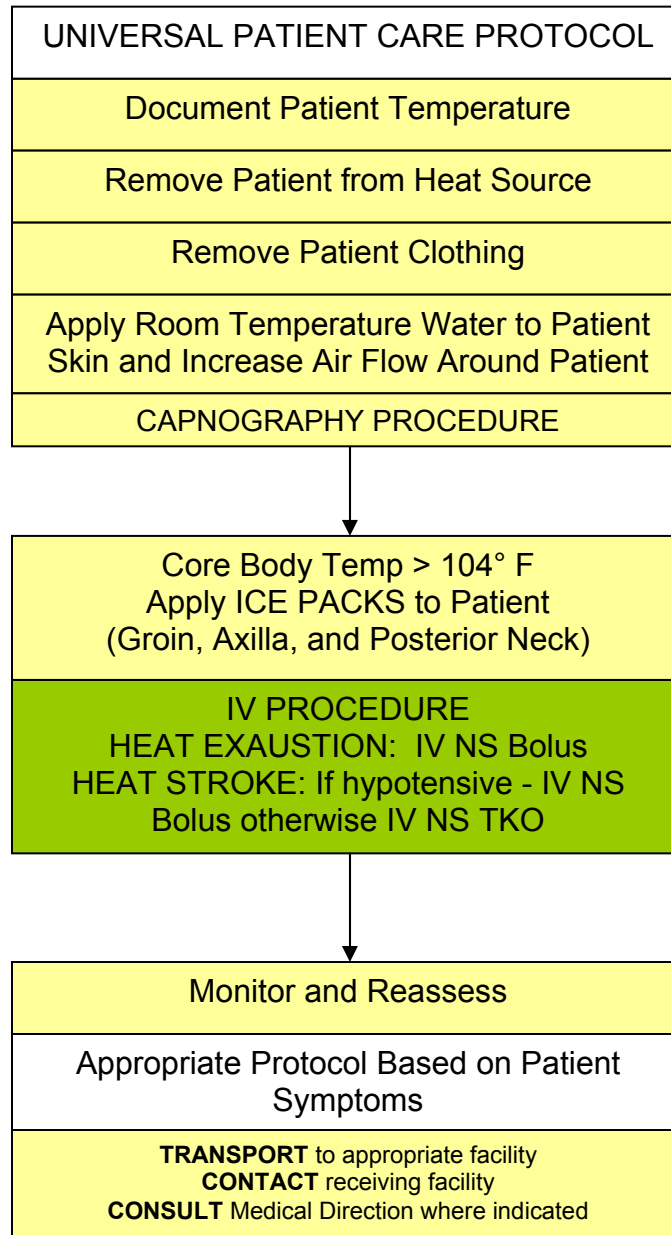 UNIVERSAL PATIENT CARE PROTOCOL
Document Patient Temperature
Remove Patient from Heat Source
Remove Patient Clothing
Apply Room Temperature Water to Patient
Skin and Increase Air Flow Around Patient
CAPNOGRAPHY PROCEDURE
Core Body Temp > 104° F
Apply ICE PACKS to Patient
(Groin, Axilla, and Posterior Neck)
IV PROCEDURE
HEAT EXAUSTION:  IV NS Bolus
HEAT STROKE: If hypotensive - IV NS
Bolus otherwise IV NS TKO
Monitor and Reassess
Appropriate Protocol Based on Patient
Symptoms
TRANSPORT to appropriate facility
CONTACT receiving facility
CONSULT Medical Direction where indicated